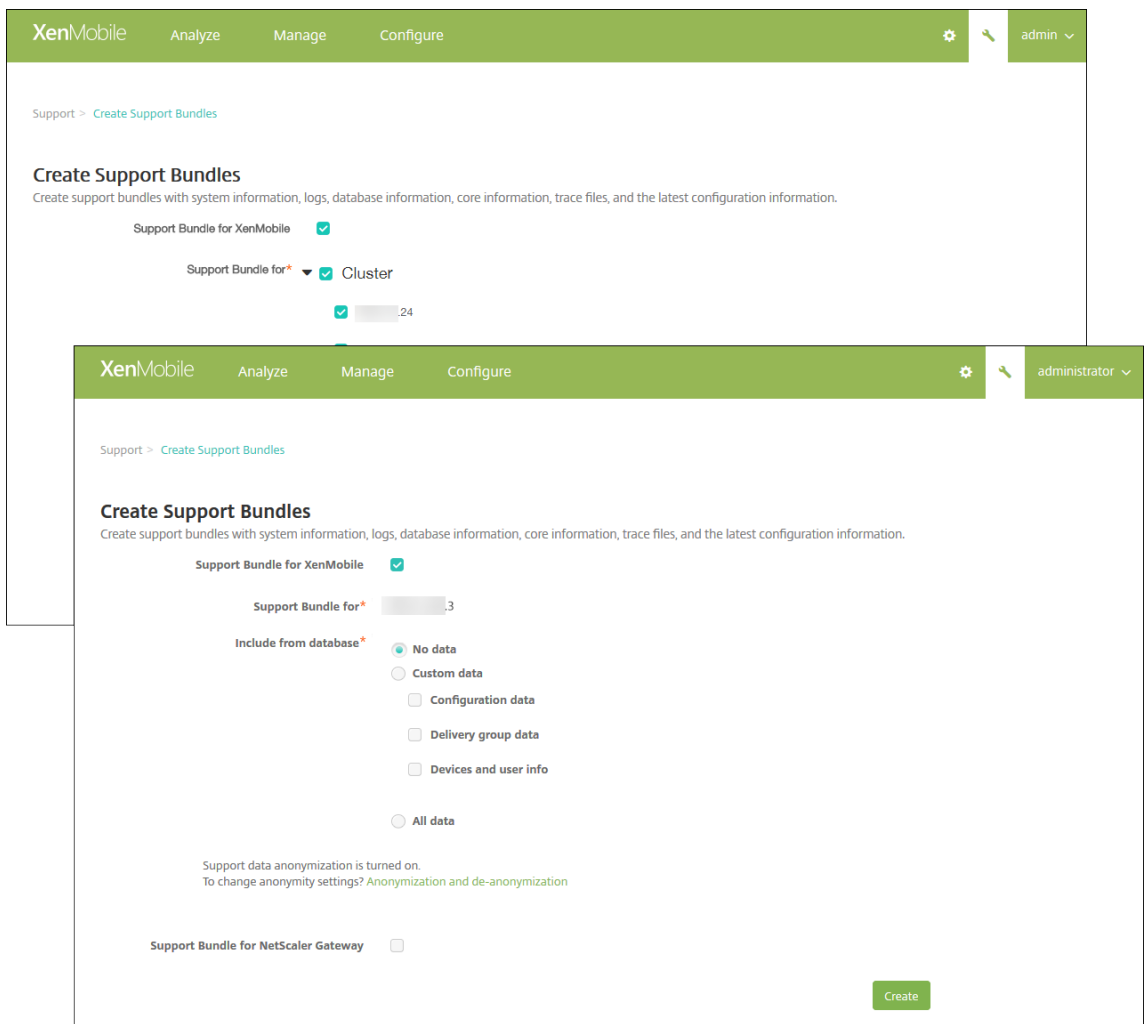 XenMobile Analyze Manage Configure admin
Support > Create Support Bundles
Create Support Bundles
Create support bundles with system information, logs, database information, core information, trace files, and the latest configuration information.
Support Bundle for XenMobile
Support Bundle for* Cluster
.24
XenMobile Analyze Manage Configure administrator
Support > Create Support Bundles
Create Support Bundles
Create support bundles with system information, logs, database information, core information, trace files, and the latest configuration information.
Support Bundle for XenMobile
Support Bundle for* .3
Include from database* No data
Custom data
Configuration data
Delivery group data
Devices and user info
All data
Support data anonymization is turned on.
To change anonymity settings? Anonymization and de-anonymization
Support Bundle for NetScaler Gateway
Create